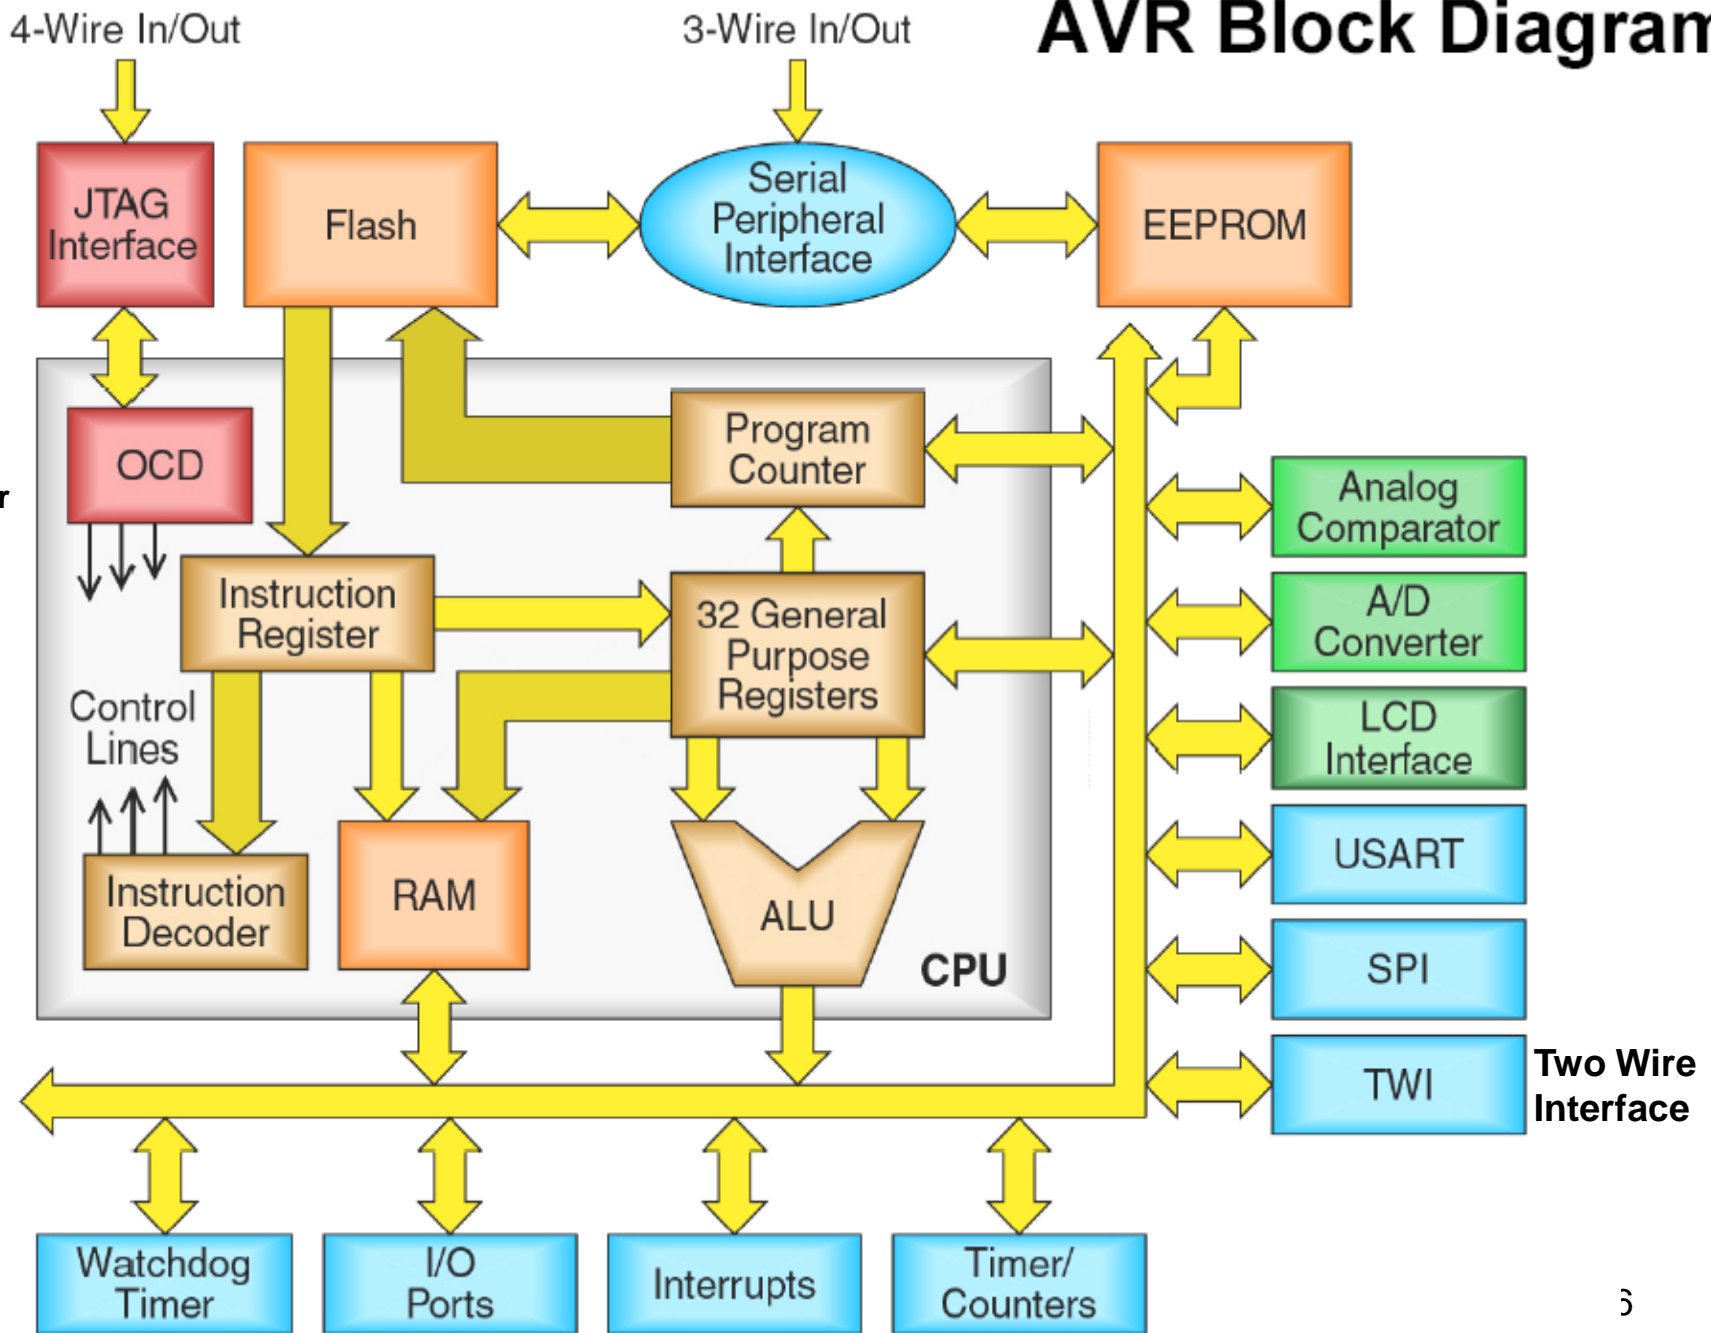 4-Wire In/Out
3-Wire In/Out
AVR Block Diagram
JTAG
Interface
Flash
Serial
Peripheral
Interface
EEPROM
OCD
r
Program
Counter
Instruction
Register
32 General
Purpose
Registers
Control
Lines
Instruction
Decoder
RAM
ALU
CPU
Analog
Comparator
A/D
Converter
LCD
Interface
USART
SPI
TWI
Two Wire
Interface
Watchdog
Timer
I/O
Ports
Interrupts
Timer/
Counters